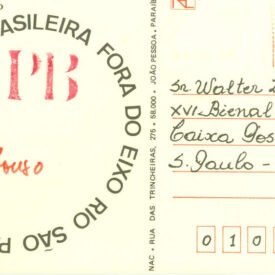 ASILEIRA FORA DO EIXO RIO SÃO P
PB
NAC • RUA DAS TRINCHEIRAS, 275 • 58.000 • JOÃO PESSOA • PARAÍB
Sr. Walter
XVI-Bienal
Caixa Pos
S. Paulo -
0 1 0